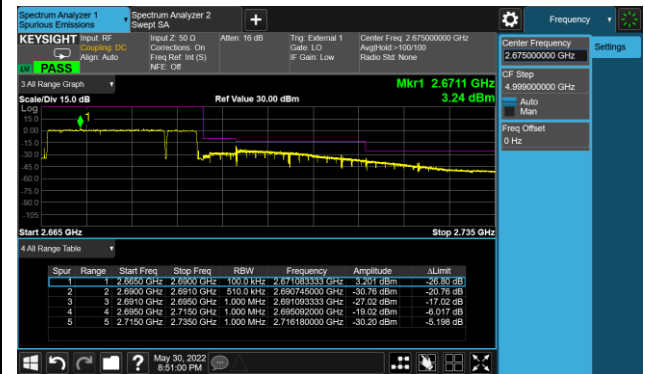 Spectrum Analyzer 1
Spurious Emissions
Spectrum Analyzer 2
Swept SA
+
Frequency
KEYSIGHT
Input: RF
Coupling: DC
Align: Auto
Input Z: 50 Ω
Corrections: On
Freq Ref: Int (S)
NFE: Off
Atten: 16 dB
Trig: External 1
Gate: LO
IF Gain: Low
Center Freq: 2.675000000 GHz
Avg|Hold:>100/100
Radio Std: None
PASS
Center Frequency
2.675000000 GHz
Settings
CF Step
4.999000000 GHz
Auto
Man
Freq Offset
0 Hz
3 All Range Graph
Mkr1 2.6711 GHz
Scale/Div 15.0 dB
Ref Value 30.00 dBm
3.24 dBm
Log
15.0
0.00
-15.0
-30.0
-45.0
-60.0
-75.0
-90.0
-105
1
Start 2.665 GHz
Stop 2.735 GHz
4 All Range Table
Spur Range Start Freq Stop Freq RBW Frequency Amplitude ΔLimit
1 1 2.6650 GHz 2.6900 GHz 100.0 kHz 2.671083333 GHz 3.201 dBm -26.80 dB
2 2 2.6900 GHz 2.6910 GHz 510.0 kHz 2.690745000 GHz -30.76 dBm -20.76 dB
3 3 2.6910 GHz 2.6950 GHz 1.000 MHz 2.691093333 GHz -27.02 dBm -17.02 dB
4 4 2.6950 GHz 2.7150 GHz 1.000 MHz 2.695092000 GHz -19.02 dBm -6.017 dB
5 5 2.7150 GHz 2.7350 GHz 1.000 MHz 2.716180000 GHz -30.20 dBm -5.198 dB
?
May 30, 2022
8:51:00 PM